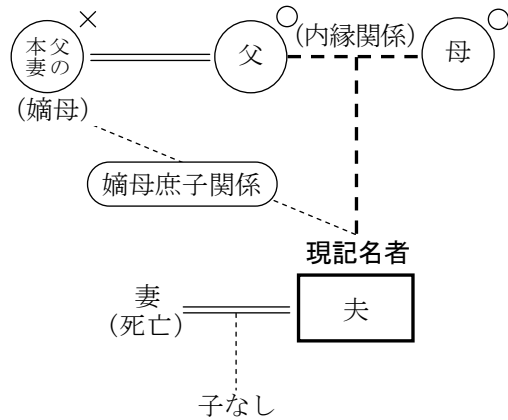 父の
本妻
×
○
父
(内縁関係)
○
母
(嫡母)
嫡母庶子関係
現記名者
妻
(死亡)
夫
子なし